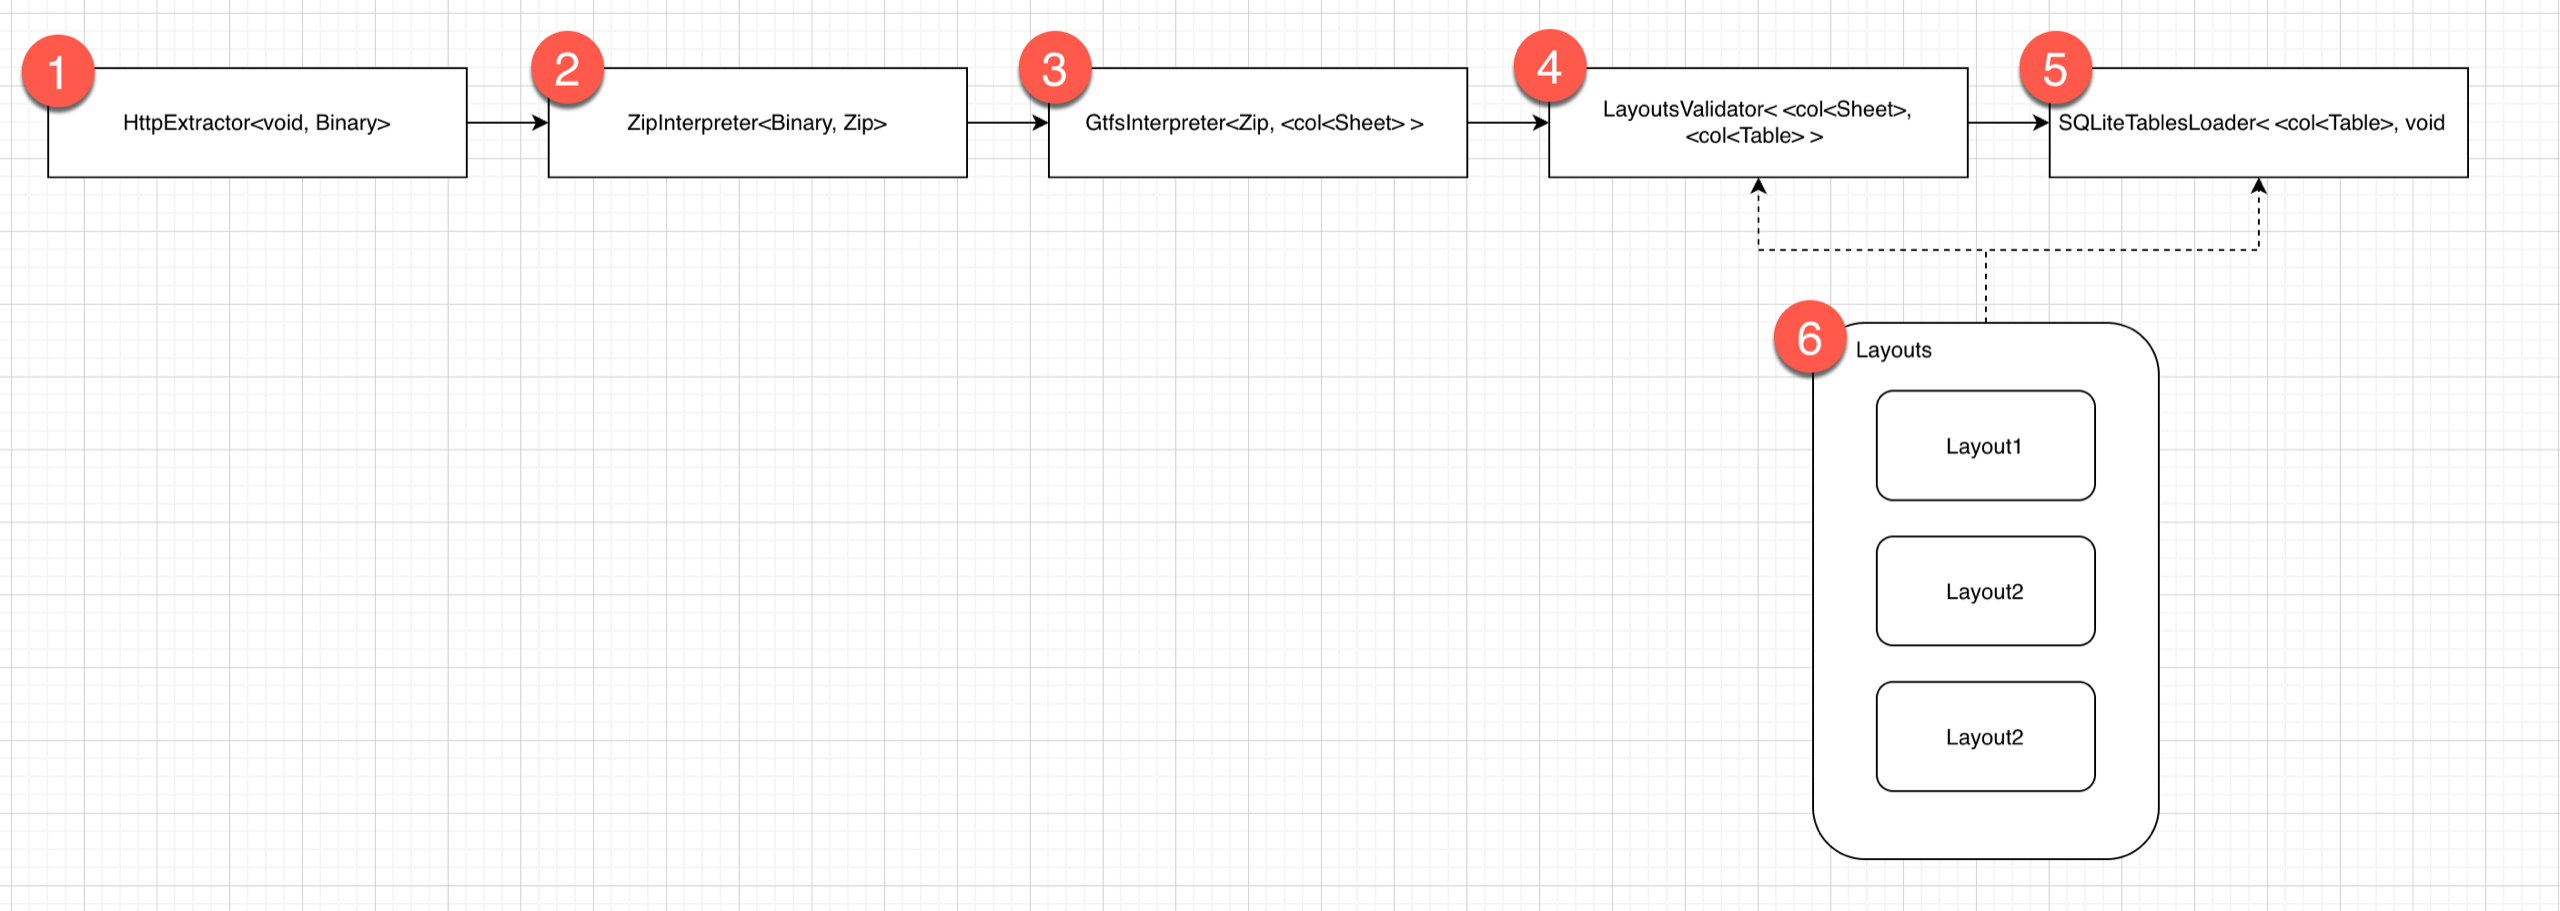 1
HttpExtractor<void, Binary>
2
ZipInterpreter<Binary, Zip>
3
GtfsInterpreter<Zip, <col<Sheet> >
4
LayoutsValidator< <col<Sheet>,
<col<Table> >
5
SQLiteTablesLoader< <col<Table>, void
6
Layouts
Layout1
Layout2
Layout2